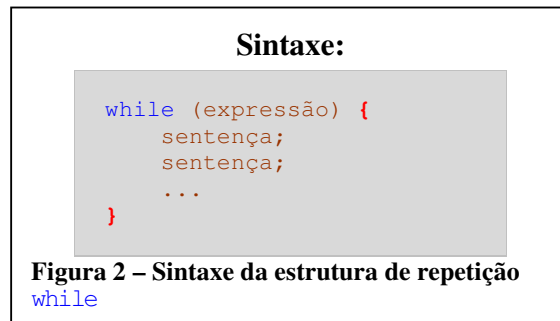 Sintaxe:
while (expressão) {
sentença;
sentença;
...
}
Figura 2 – Sintaxe da estrutura de repetição
while